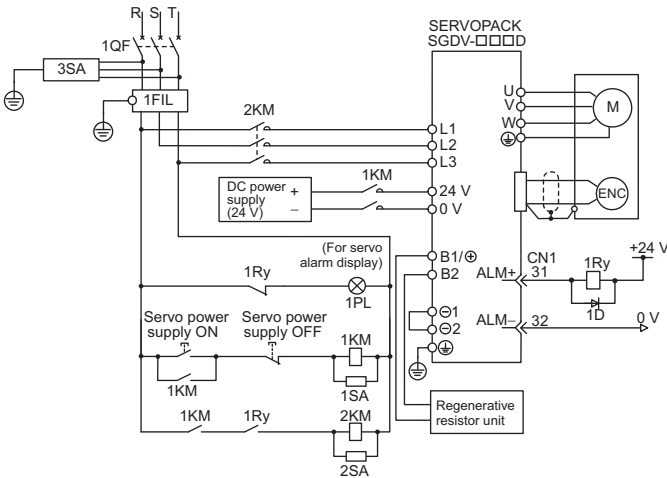 R S T
1QF
3SA
1FIL
2KM
SERVOPACK
SGDV-□□□D
U
V
W
M
L1
L2
L3
DC power
supply
(24 V)
+
−
1KM
24 V
0 V
ENC
(For servo
alarm display)
1Ry
1PL
B1/⊕
B2
CN1
ALM+ 31
1Ry
+24 V
1D
ALM− 32
0 V
⊖1
⊖2
Servo power
supply ON
Servo power
supply OFF
1KM
1KM
1SA
1KM
1Ry
2KM
2SA
Regenerative
resistor unit